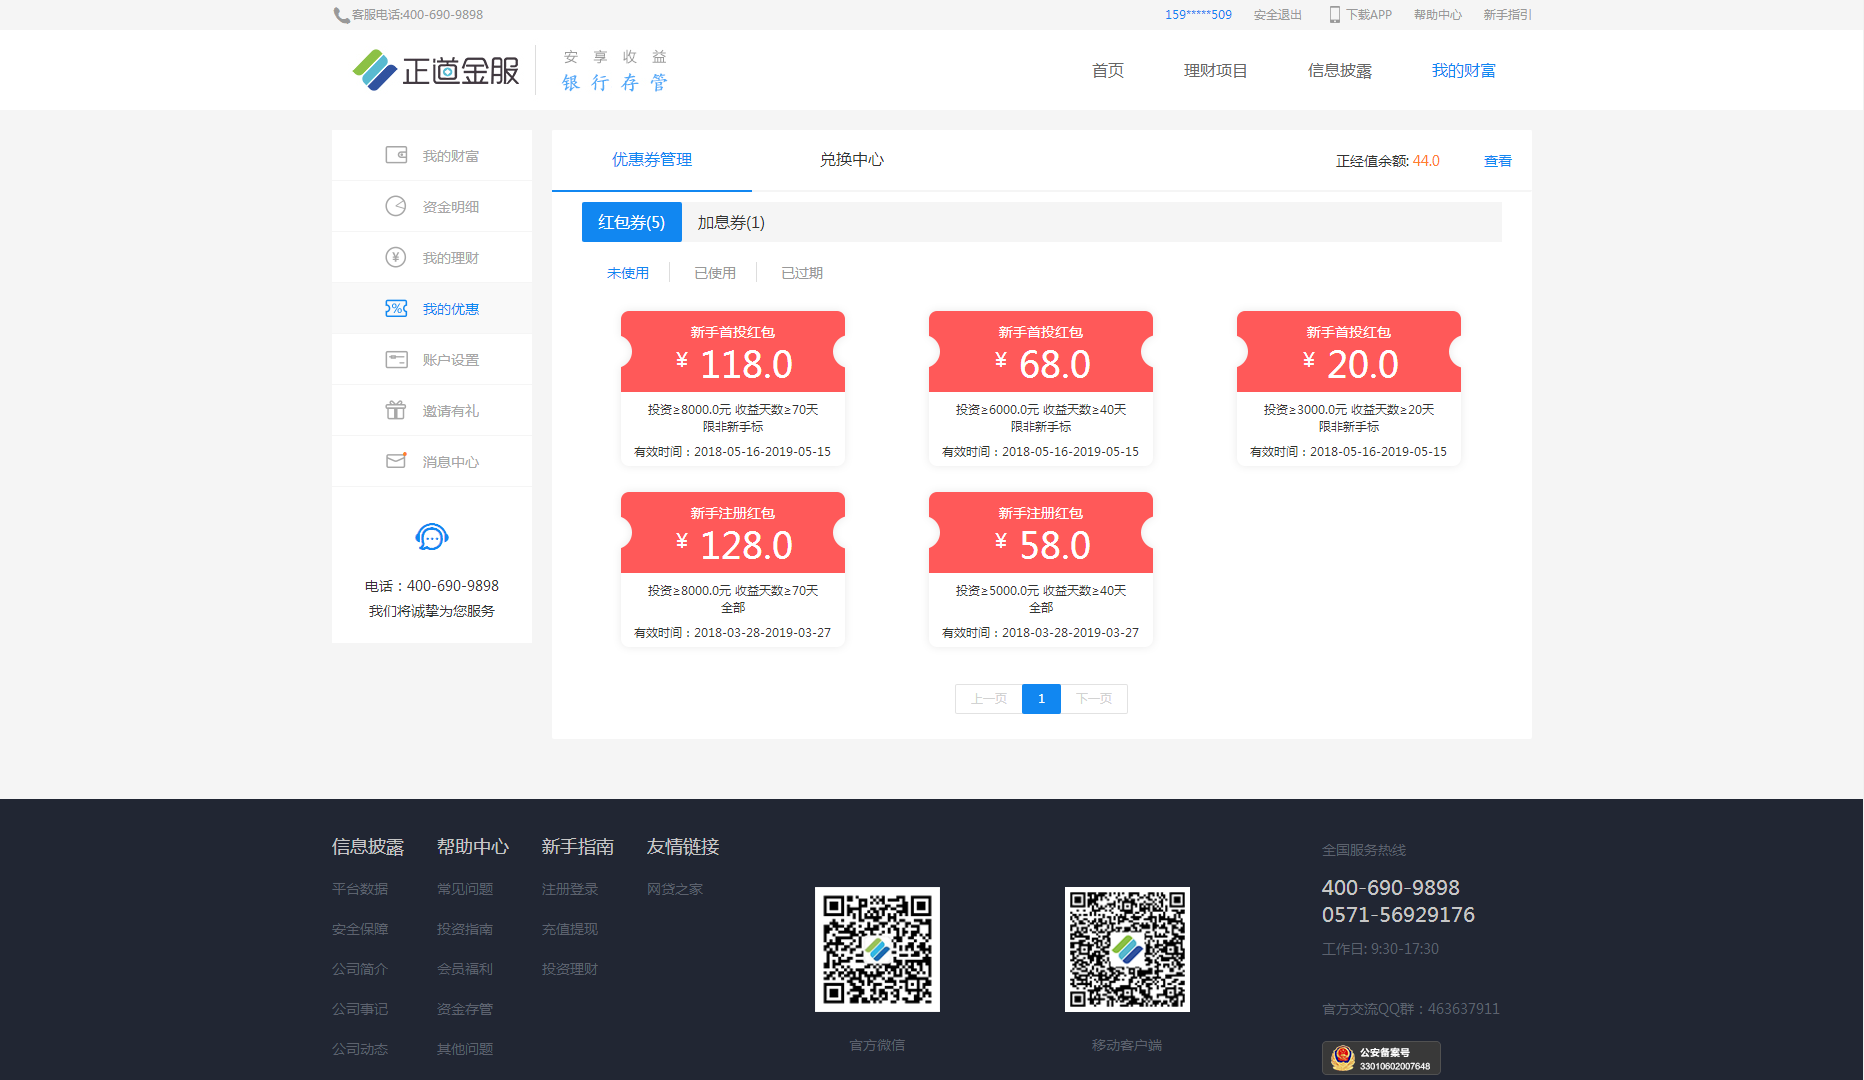 客服电话:400-690-9898
159*****509 安全退出 下载APP 帮助中心 新手指引
正道金服
安享收益
银行存管
首页 理财项目 信息披露 我的财富
我的财富
资金明细
我的理财
我的优惠
账户设置
邀请有礼
消息中心
电话：400-690-9898
我们将诚挚为您服务
优惠券管理 兑换中心 正经值余额: 44.0 查看
红包券(5) 加息券(1)
未使用 已使用 已过期
新手首投红包
¥ 118.0
投资≥8000.0元 收益天数≥70天
限非新手标
有效时间：2018-05-16-2019-05-15
新手首投红包
¥ 68.0
投资≥6000.0元 收益天数≥40天
限非新手标
有效时间：2018-05-16-2019-05-15
新手首投红包
¥ 20.0
投资≥3000.0元 收益天数≥20天
限非新手标
有效时间：2018-05-16-2019-05-15
新手注册红包
¥ 128.0
投资≥8000.0元 收益天数≥70天
全部
有效时间：2018-03-28-2019-03-27
新手注册红包
¥ 58.0
投资≥5000.0元 收益天数≥40天
全部
有效时间：2018-03-28-2019-03-27
上一页 1 下一页
信息披露
平台数据
安全保障
公司简介
公司事记
公司动态
帮助中心
常见问题
投资指南
会员福利
资金存管
其他问题
新手指南
注册登录
充值提现
投资理财
友情链接
网贷之家
官方微信
移动客户端
全国服务热线
400-690-9898
0571-56929176
工作日: 9:30-17:30
官方交流QQ群：463637911
公安备案号
33010602007648